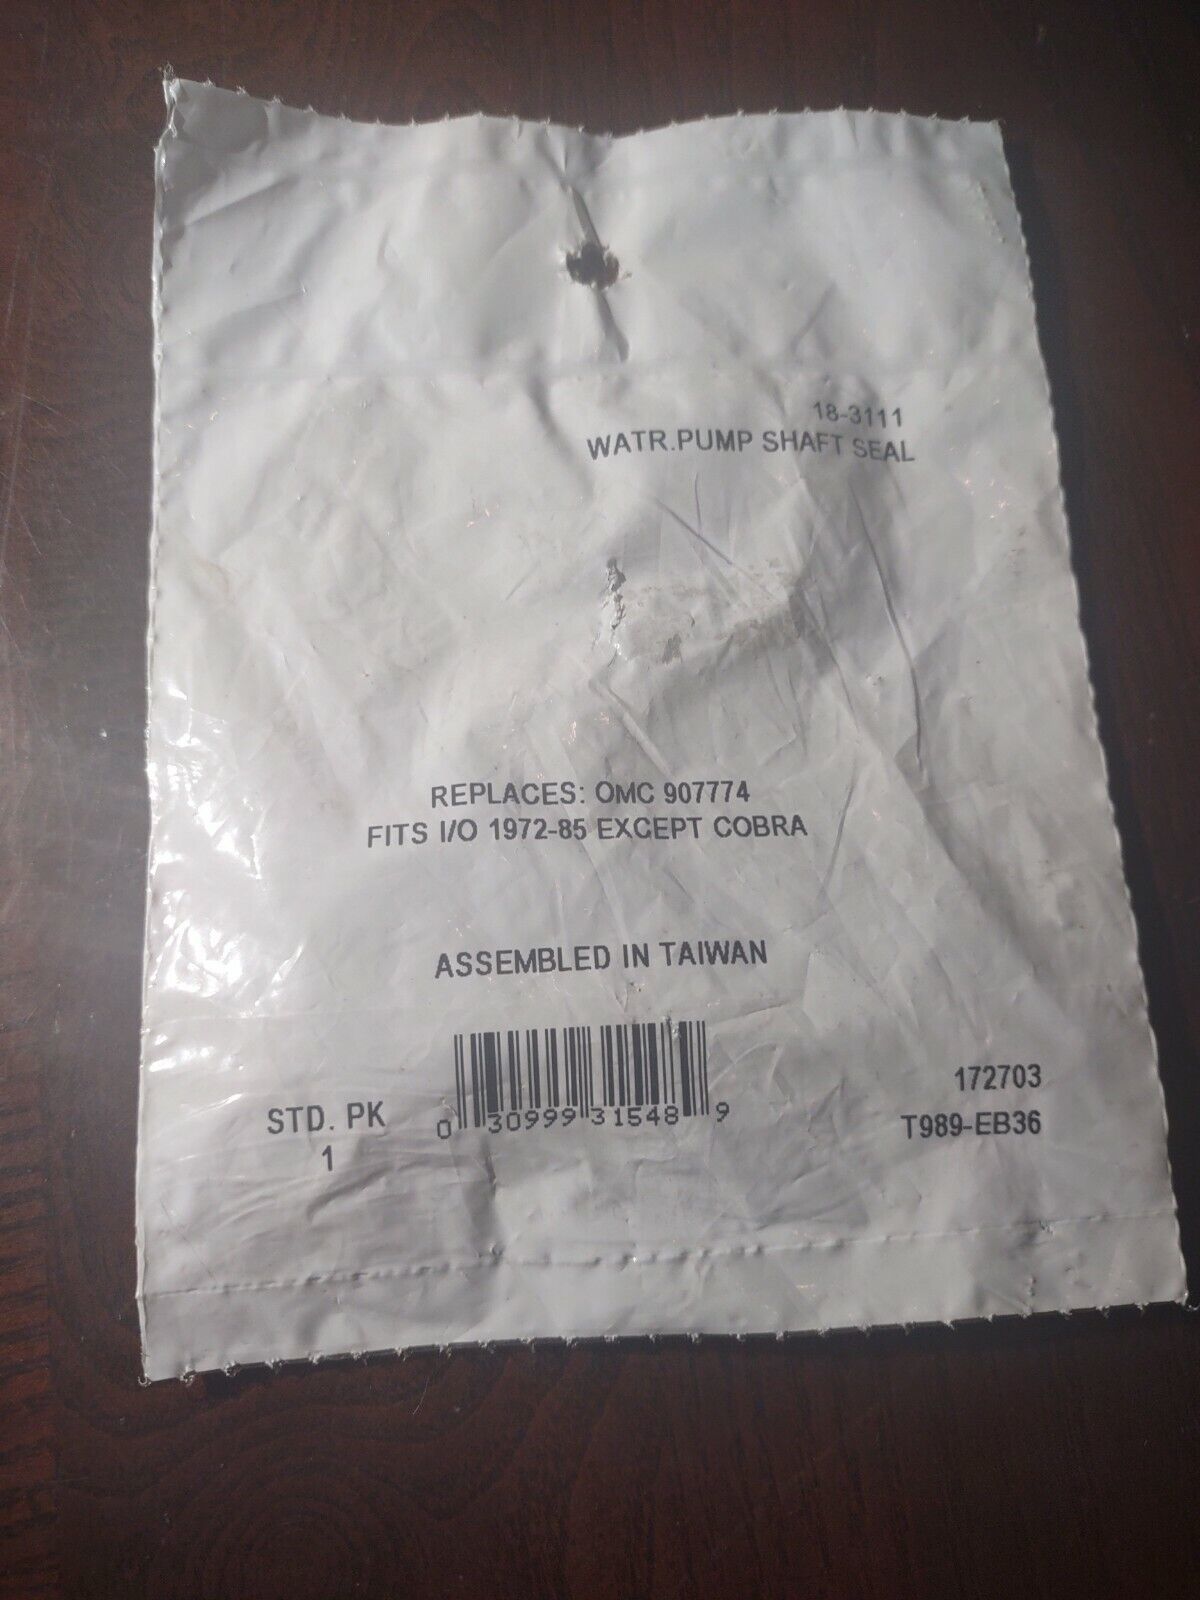 18-3111
WATR.PUMP SHAFT SEAL
REPLACES: OMC 907774
FITS I/O 1972-85 EXCEPT COBRA
ASSEMBLED IN TAIWAN
STD. PK
1
0 30999 31548 9
172703
T989-EB36